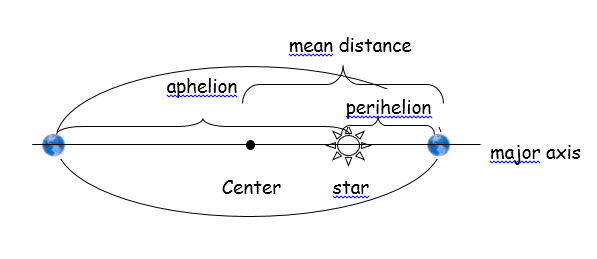 mean distance
aphelion
perihelion
major axis
Center
star